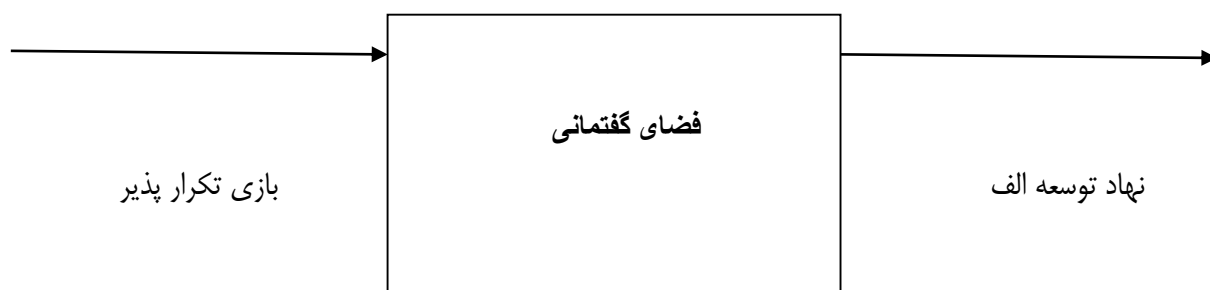 فضای گفتمانی
نهاد توسعه الف
بازی تکرار پذیر